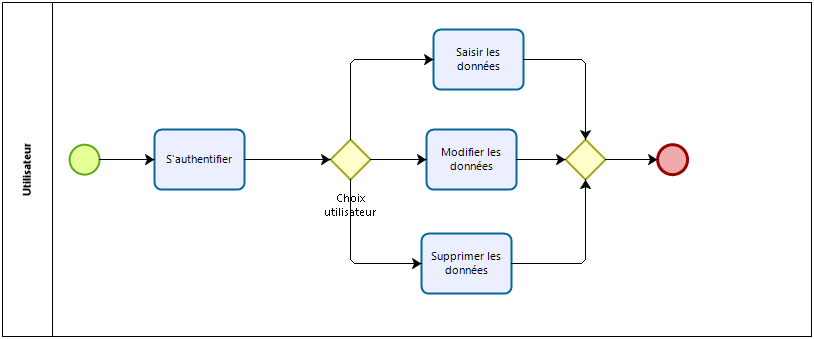 Utilisateur
S'authentifier
Choix
utilisateur
Saisir les
données
Modifier les
données
Supprimer les
données